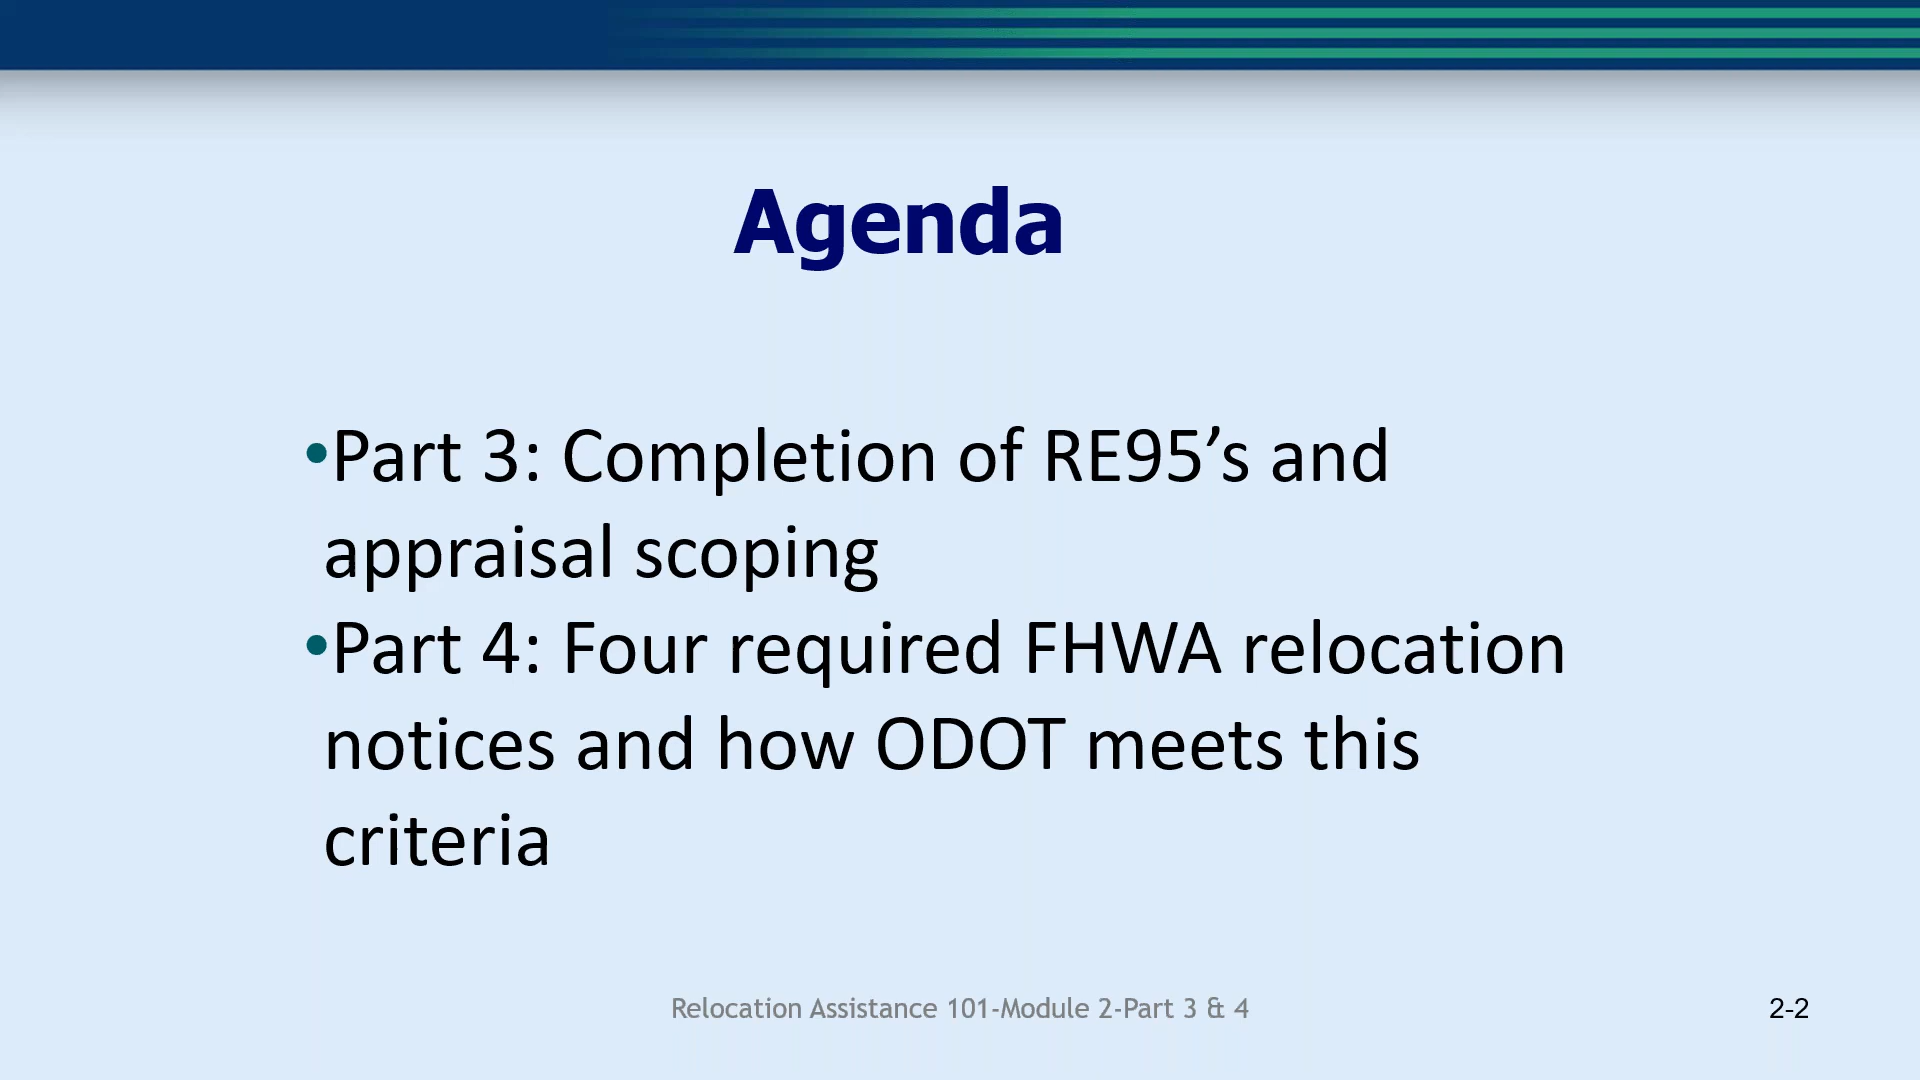 Agenda
•Part 3: Completion of RE95’s and
appraisal scoping
•Part 4: Four required FHWA relocation
notices and how ODOT meets this
criteria
Relocation Assistance 101-Module 2-Part 3 & 4
2-2